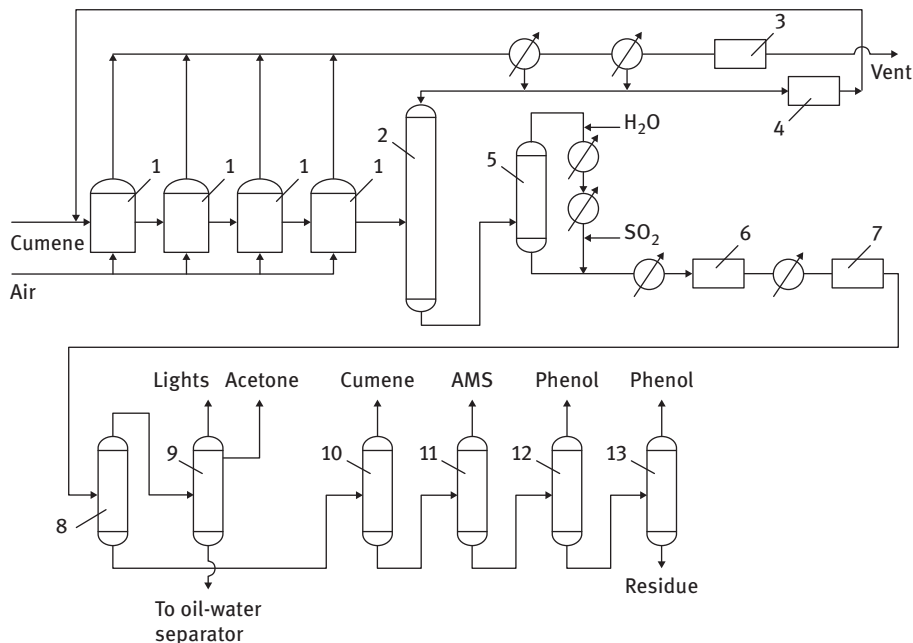 3
Vent
4
H₂O
2
5
1
1
1
1
SO₂
6
7
Cumene
Air
Lights
Acetone
Cumene
AMS
Phenol
Phenol
9
10
11
12
13
8
Residue
To oil-water
separator